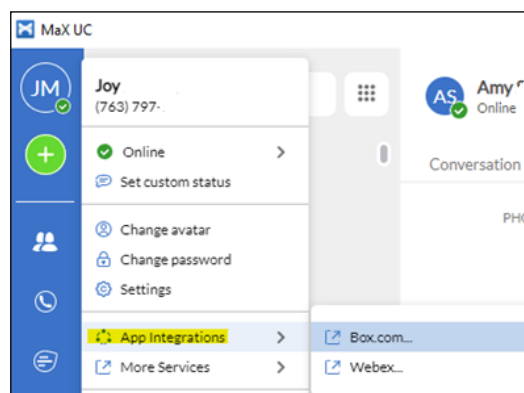 MaX UC
JM
Joy
(763) 797-
Online
Set custom status
Change avatar
Change password
Settings
App Integrations
More Services
Box.com...
Webex...
AS
Amy
Online
Conversation
PHO